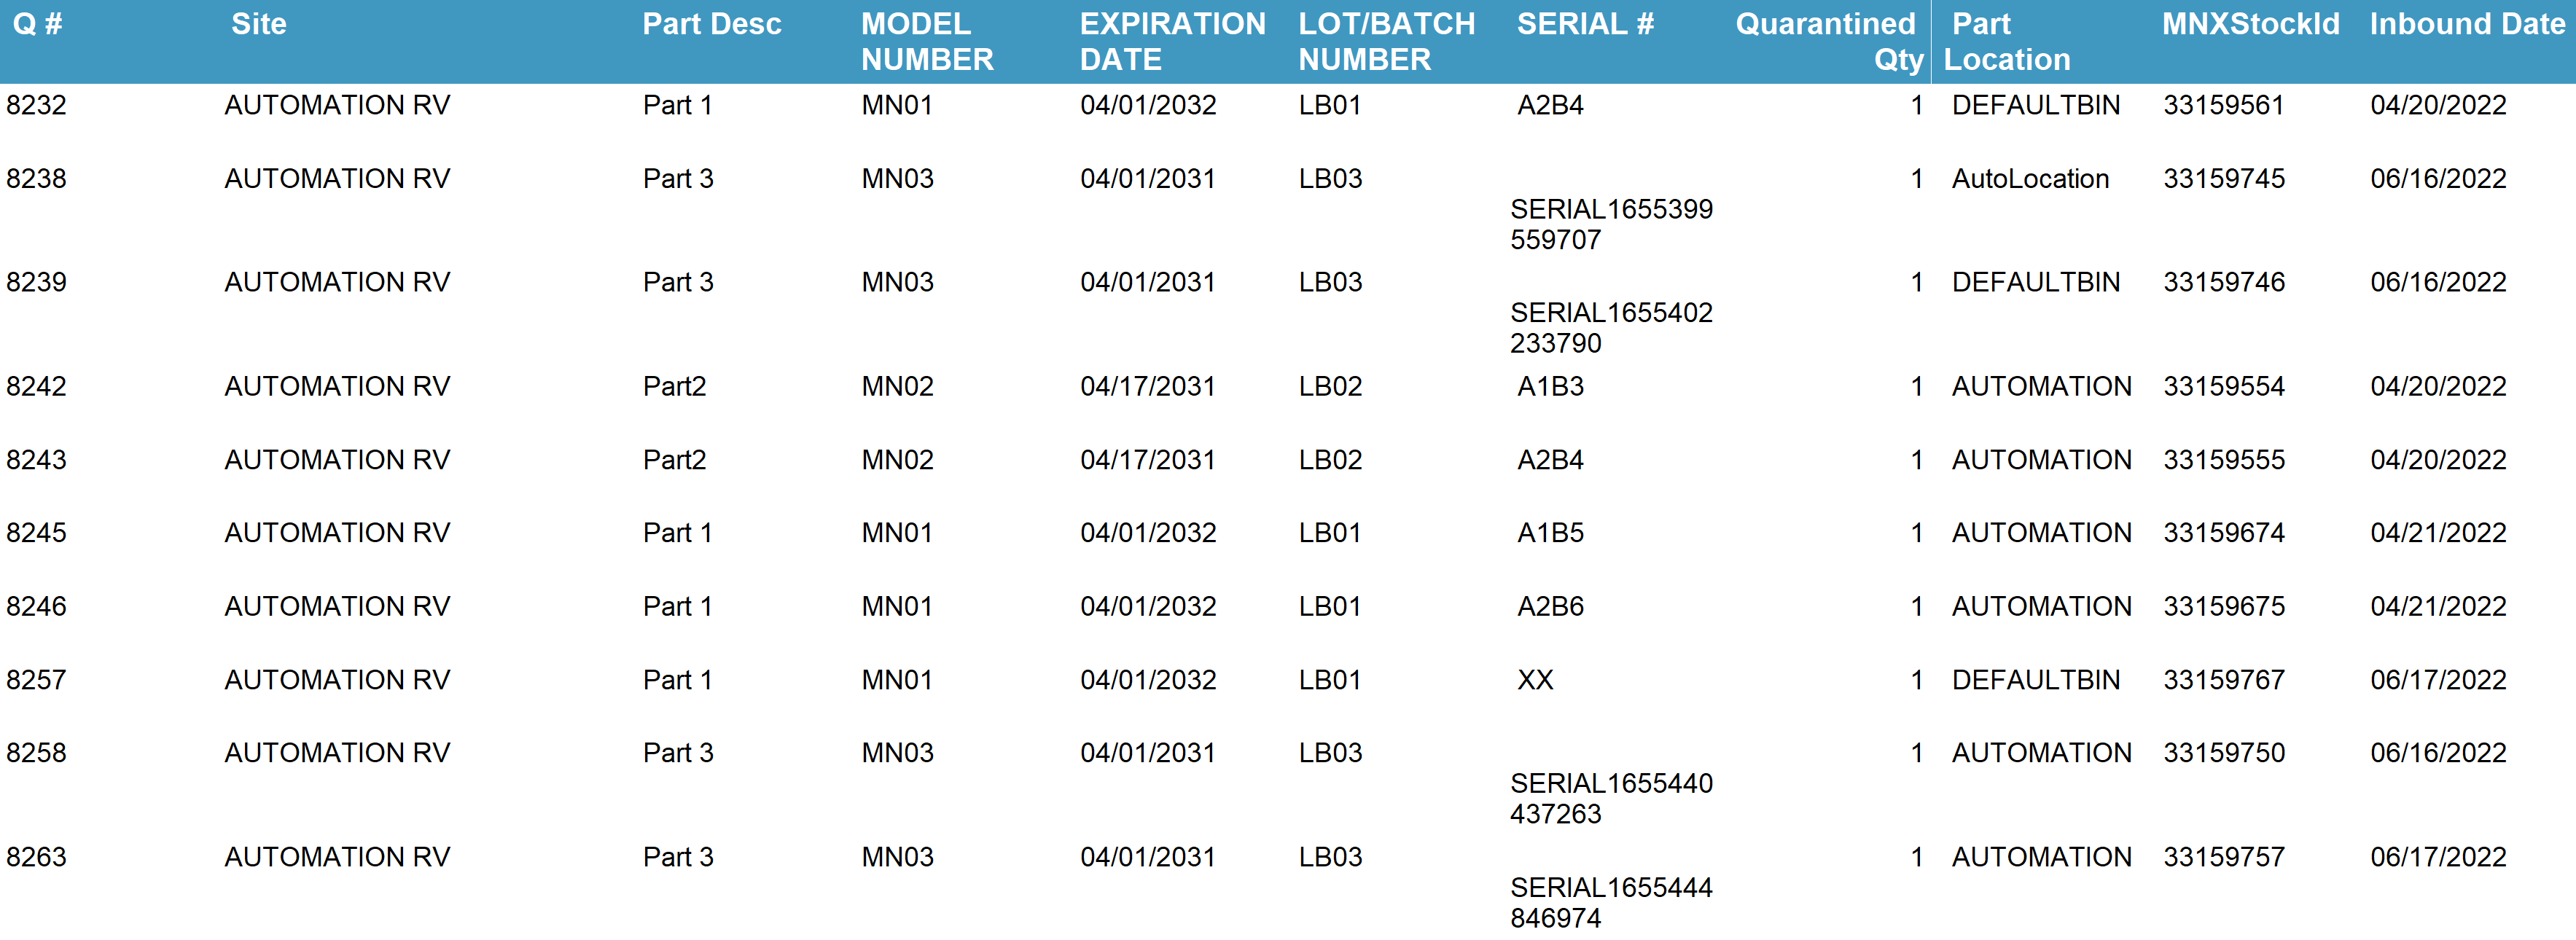 Q # Site Part Desc MODEL EXPIRATION LOT/BATCH SERIAL # Quarantined Part MNXStockId Inbound Date
NUMBER DATE NUMBER Qty Location
8232 AUTOMATION RV Part 1 MN01 04/01/2032 LB01 A2B4 1 DEFAULTBIN 33159561 04/20/2022
8238 AUTOMATION RV Part 3 MN03 04/01/2031 LB03 1 AutoLocation 33159745 06/16/2022
SERIAL1655399
559707
8239 AUTOMATION RV Part 3 MN03 04/01/2031 LB03 1 DEFAULTBIN 33159746 06/16/2022
SERIAL1655402
233790
8242 AUTOMATION RV Part2 MN02 04/17/2031 LB02 A1B3 1 AUTOMATION 33159554 04/20/2022
8243 AUTOMATION RV Part2 MN02 04/17/2031 LB02 A2B4 1 AUTOMATION 33159555 04/20/2022
8245 AUTOMATION RV Part 1 MN01 04/01/2032 LB01 A1B5 1 AUTOMATION 33159674 04/21/2022
8246 AUTOMATION RV Part 1 MN01 04/01/2032 LB01 A2B6 1 AUTOMATION 33159675 04/21/2022
8257 AUTOMATION RV Part 1 MN01 04/01/2032 LB01 XX 1 DEFAULTBIN 33159767 06/17/2022
8258 AUTOMATION RV Part 3 MN03 04/01/2031 LB03 1 AUTOMATION 33159750 06/16/2022
SERIAL1655440
437263
8263 AUTOMATION RV Part 3 MN03 04/01/2031 LB03 1 AUTOMATION 33159757 06/17/2022
SERIAL1655444
846974